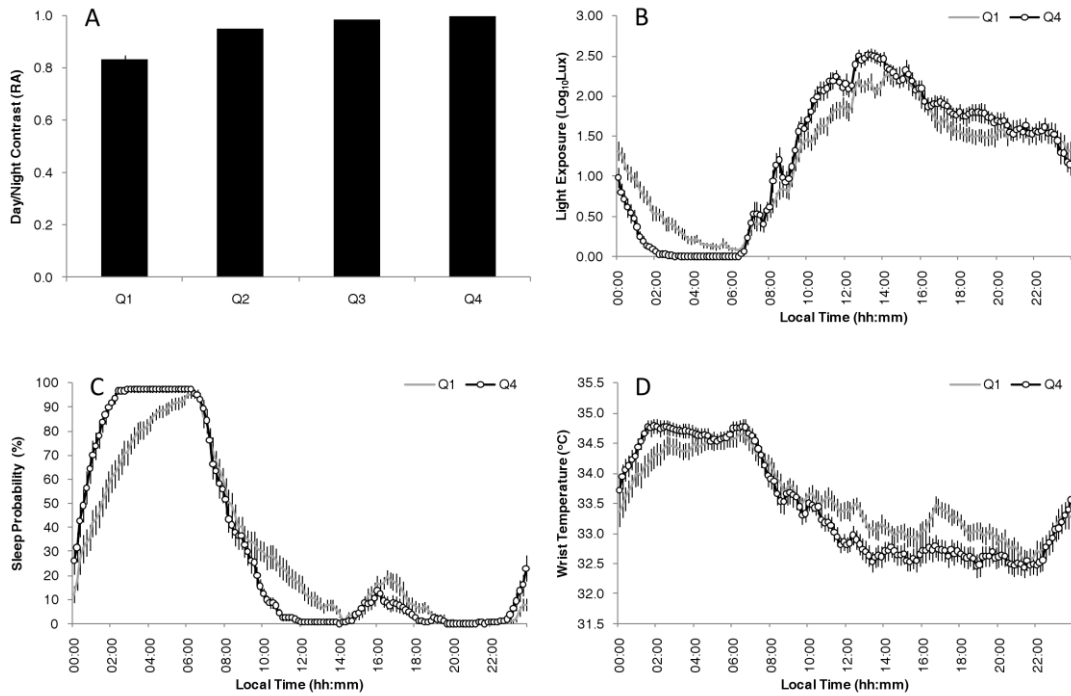 A
Day/Night Contrast (RA)
1.0
0.8
0.6
0.4
0.2
0.0
Q1 Q2 Q3 Q4
B
Q1 Q4
Light Exposure (Log10Lux)
3.00
2.50
2.00
1.50
1.00
0.50
0.00
00:00 02:00 04:00 06:00 08:00 10:00 12:00 14:00 16:00 18:00 20:00 22:00
Local Time (hh:mm)
C
Q1 Q4
Sleep Probability (%)
100
90
80
70
60
50
40
30
20
10
0
00:00 02:00 04:00 06:00 08:00 10:00 12:00 14:00 16:00 18:00 20:00 22:00
Local Time (hh:mm)
D
Q1 Q4
Wrist Temperature (°C)
35.5
35.0
34.5
34.0
33.5
33.0
32.5
32.0
31.5
00:00 02:00 04:00 06:00 08:00 10:00 12:00 14:00 16:00 18:00 20:00 22:00
Local Time (hh:mm)